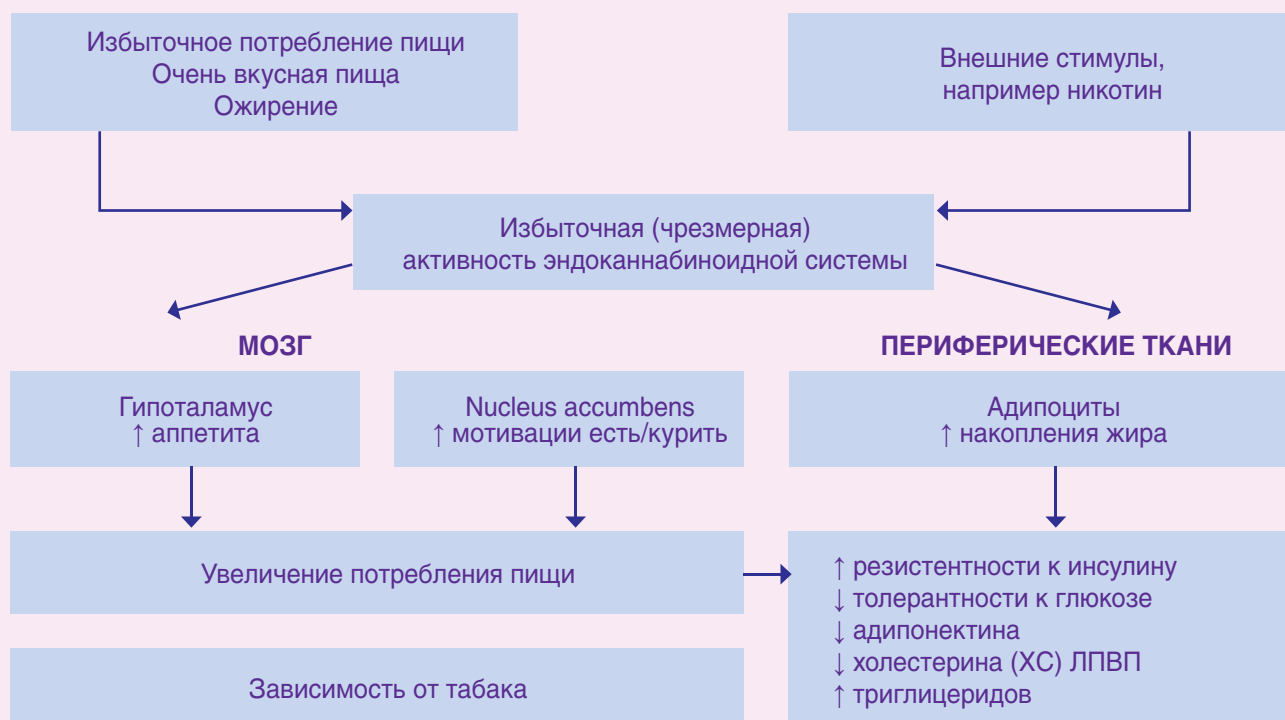 Избыточное потребление пищи
Очень вкусная пища
Ожирение
Внешние стимулы,
например никотин
Избыточная (чрезмерная)
активность эндоканнабиноидной системы
МОЗГ
ПЕРИФЕРИЧЕСКИЕ ТКАНИ
Гипоталамус
↑ аппетита
Nucleus accumbens
↑ мотивации есть/курить
Адипоциты
↑ накопления жира
Увеличение потребления пищи
Зависимость от табака
↑ резистентности к инсулину
↓ толерантности к глюкозе
↓ адипонектина
↓ холестерина (ХС) ЛПВП
↑ триглицеридов